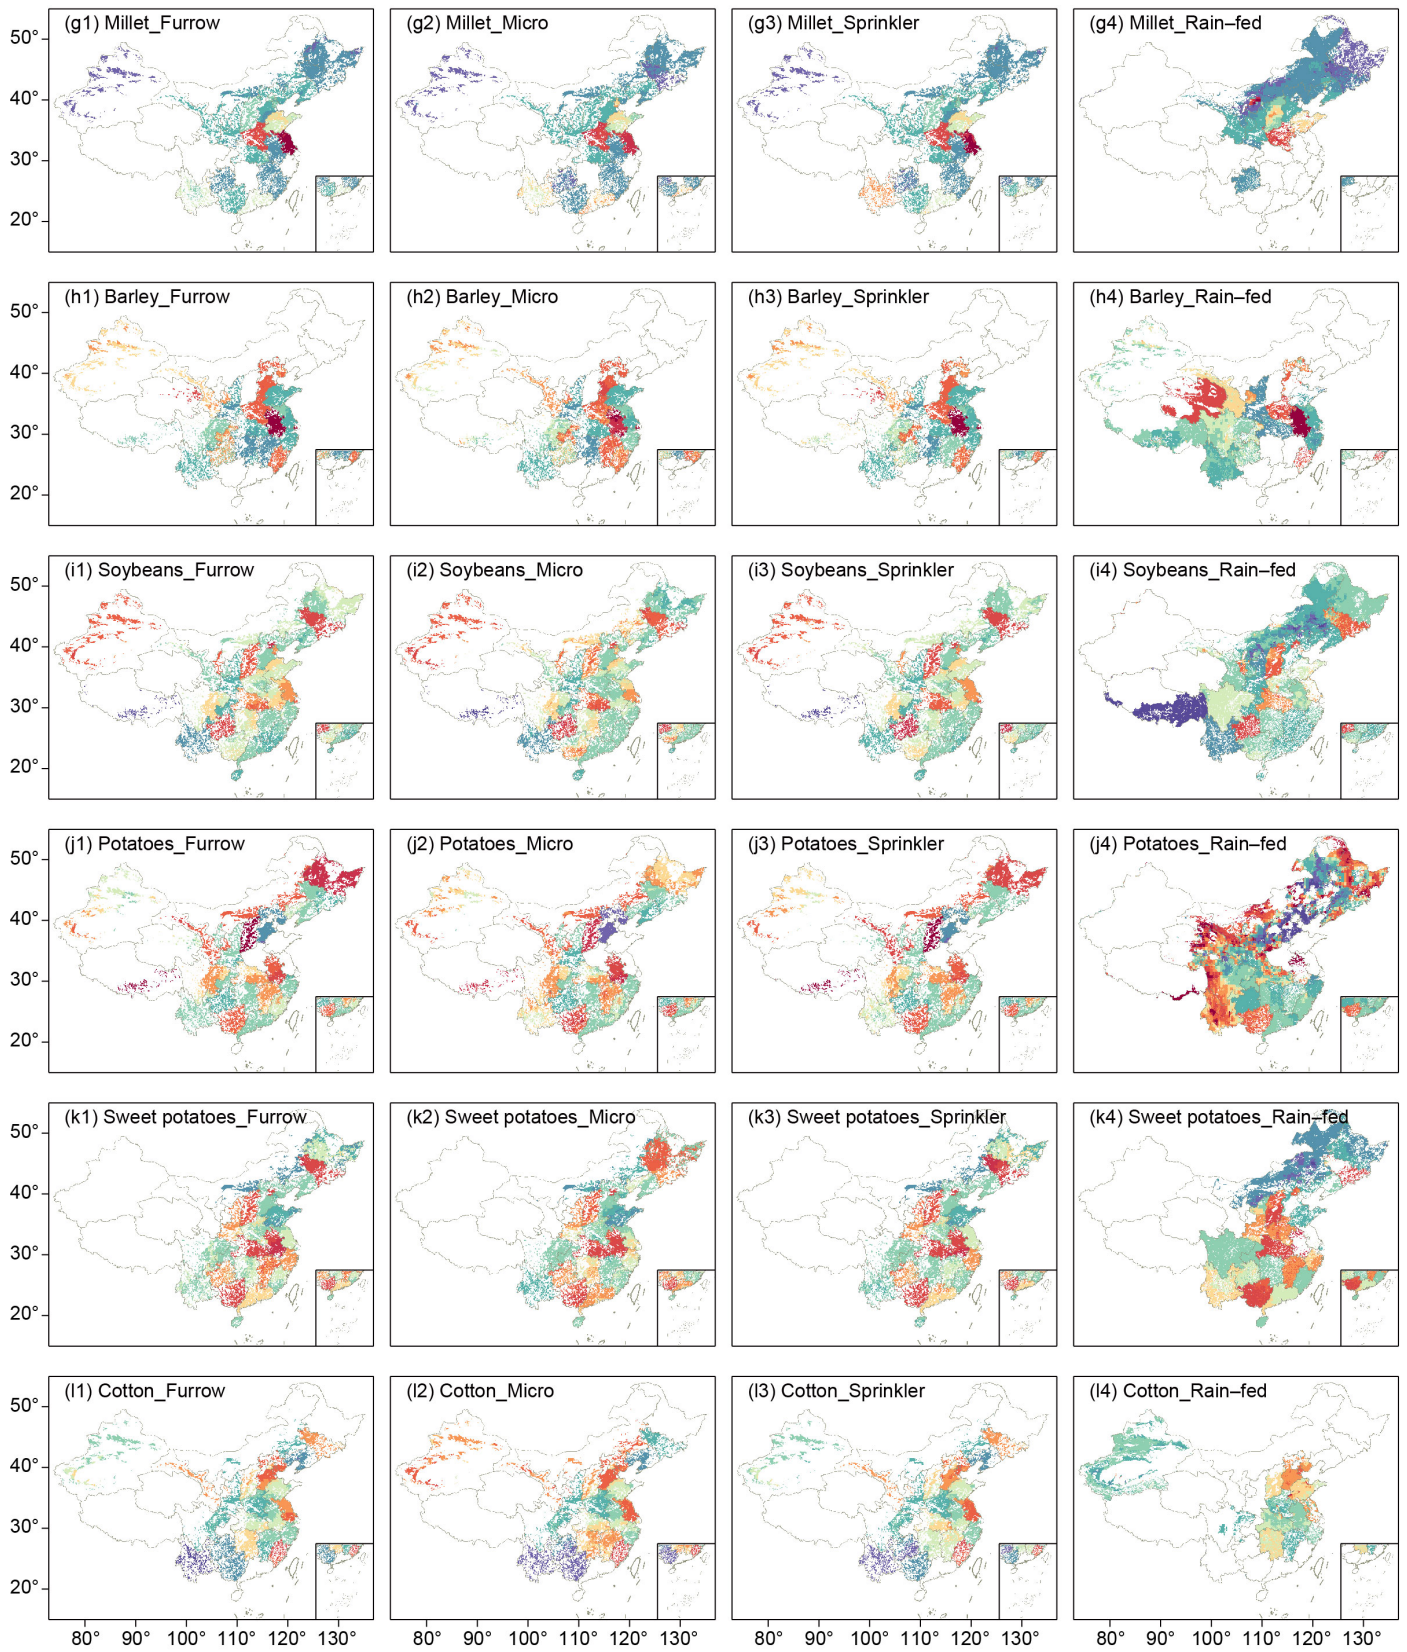 (g1) Millet_Furrow
(g2) Millet_Micro
(g3) Millet_Sprinkler
(g4) Millet_Rain–fed
50°
40°
30°
20°
(h1) Barley_Furrow
(h2) Barley_Micro
(h3) Barley_Sprinkler
(h4) Barley_Rain–fed
50°
40°
30°
20°
(i1) Soybeans_Furrow
(i2) Soybeans_Micro
(i3) Soybeans_Sprinkler
(i4) Soybeans_Rain–fed
50°
40°
30°
20°
(j1) Potatoes_Furrow
(j2) Potatoes_Micro
(j3) Potatoes_Sprinkler
(j4) Potatoes_Rain–fed
50°
40°
30°
20°
(k1) Sweet potatoes_Furrow
(k2) Sweet potatoes_Micro
(k3) Sweet potatoes_Sprinkler
(k4) Sweet potatoes_Rain–fed
50°
40°
30°
20°
(l1) Cotton_Furrow
(l2) Cotton_Micro
(l3) Cotton_Sprinkler
(l4) Cotton_Rain–fed
50°
40°
30°
20°
80° 90° 100° 110° 120° 130°
80° 90° 100° 110° 120° 130°
80° 90° 100° 110° 120° 130°
80° 90° 100° 110° 120° 130°